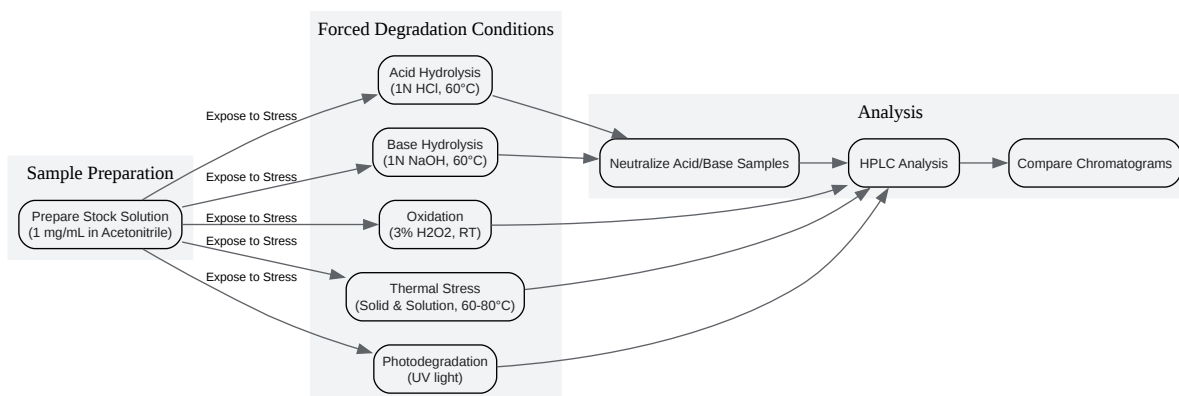 Forced Degradation Conditions
Acid Hydrolysis
(1N HCl, 60°C)
Expose to Stress
Analysis
Base Hydrolysis
(1N NaOH, 60°C)
Neutralize Acid/Base Samples
HPLC Analysis
Compare Chromatograms
Sample Preparation
Expose to Stress
Prepare Stock Solution
(1 mg/mL in Acetonitrile)
Expose to Stress
Oxidation
(3% H2O2, RT)
Expose to Stress
Thermal Stress
(Solid & Solution, 60-80°C)
Expose to Stress
Photodegradation
(UV light)